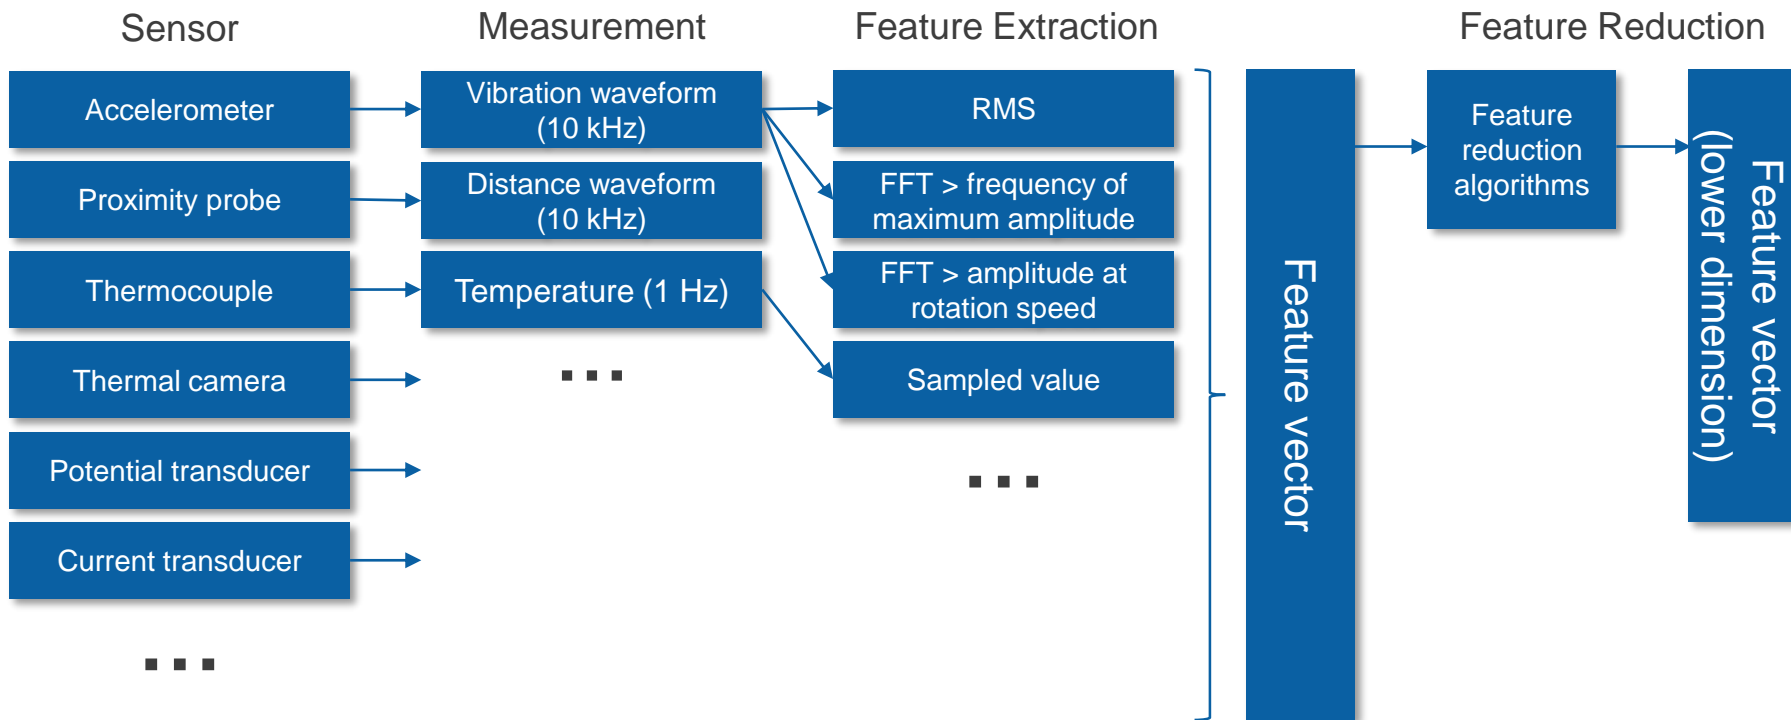 Sensor
Measurement
Feature Extraction
Feature Reduction
Accelerometer
Proximity probe
Thermocouple
Thermal camera
Potential transducer
Current transducer
...
Vibration waveform
(10 kHz)
Distance waveform
(10 kHz)
Temperature (1 Hz)
...
RMS
FFT > frequency of
maximum amplitude
FFT > amplitude at
rotation speed
Sampled value
...
Feature vector
Feature
reduction
algorithms
Feature vector
(lower dimension)